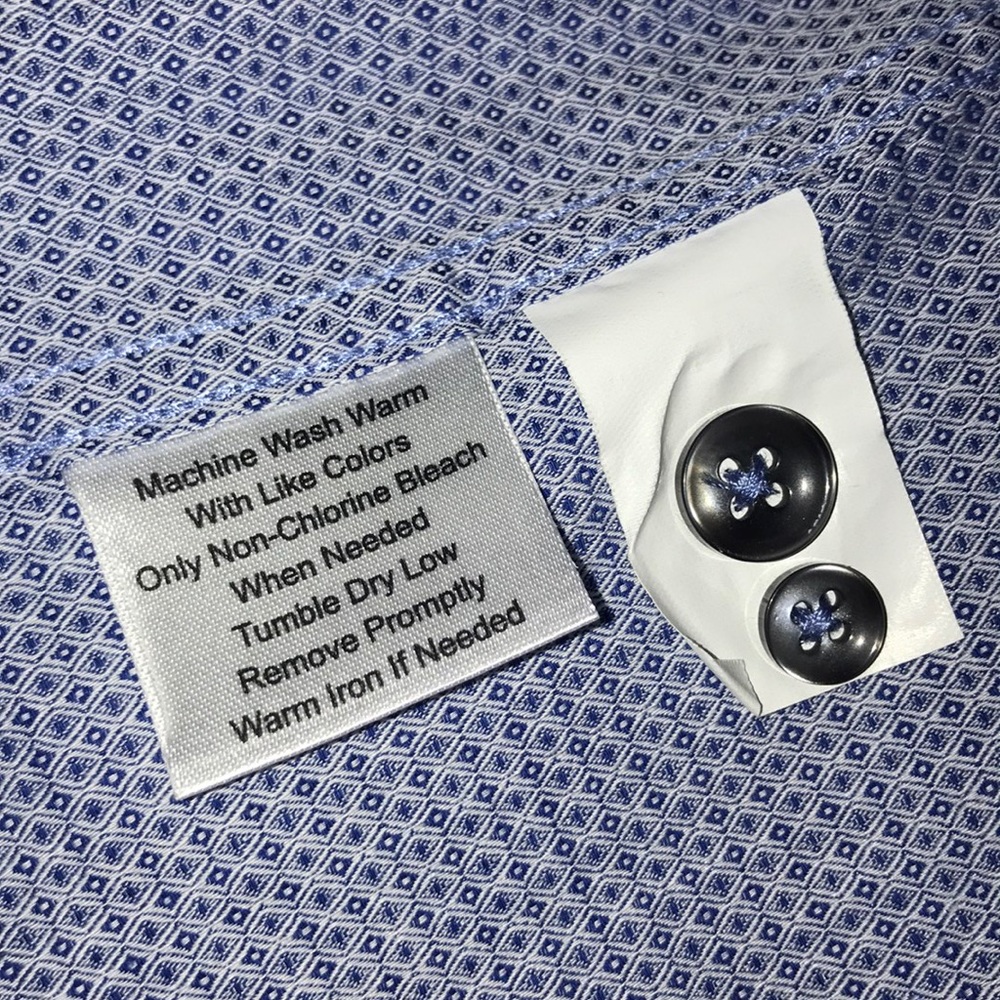 Machine Wash Warm
With Like Colors
Only Non-Chlorine Bleach
When Needed
Tumble Dry Low
Remove Promptly
Warm Iron If Needed